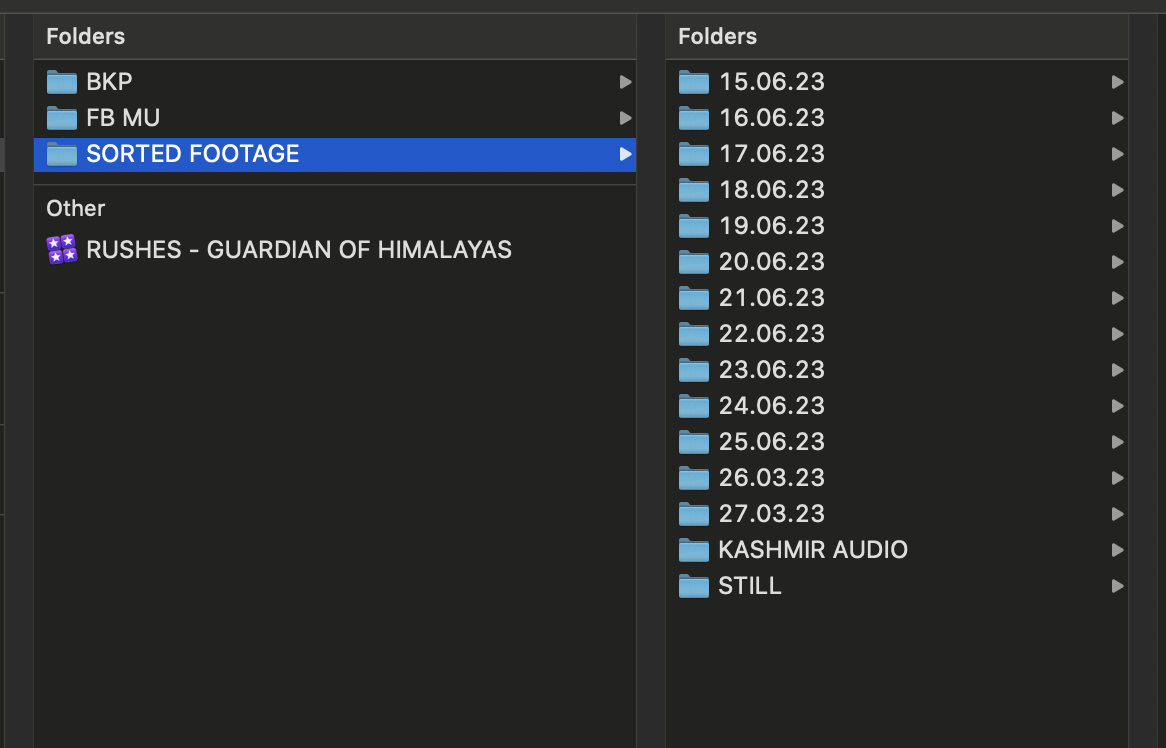 Folders
BKP
FB MU
SORTED FOOTAGE
Other
RUSHES - GUARDIAN OF HIMALAYAS
Folders
15.06.23
16.06.23
17.06.23
18.06.23
19.06.23
20.06.23
21.06.23
22.06.23
23.06.23
24.06.23
25.06.23
26.03.23
27.03.23
KASHMIR AUDIO
STILL